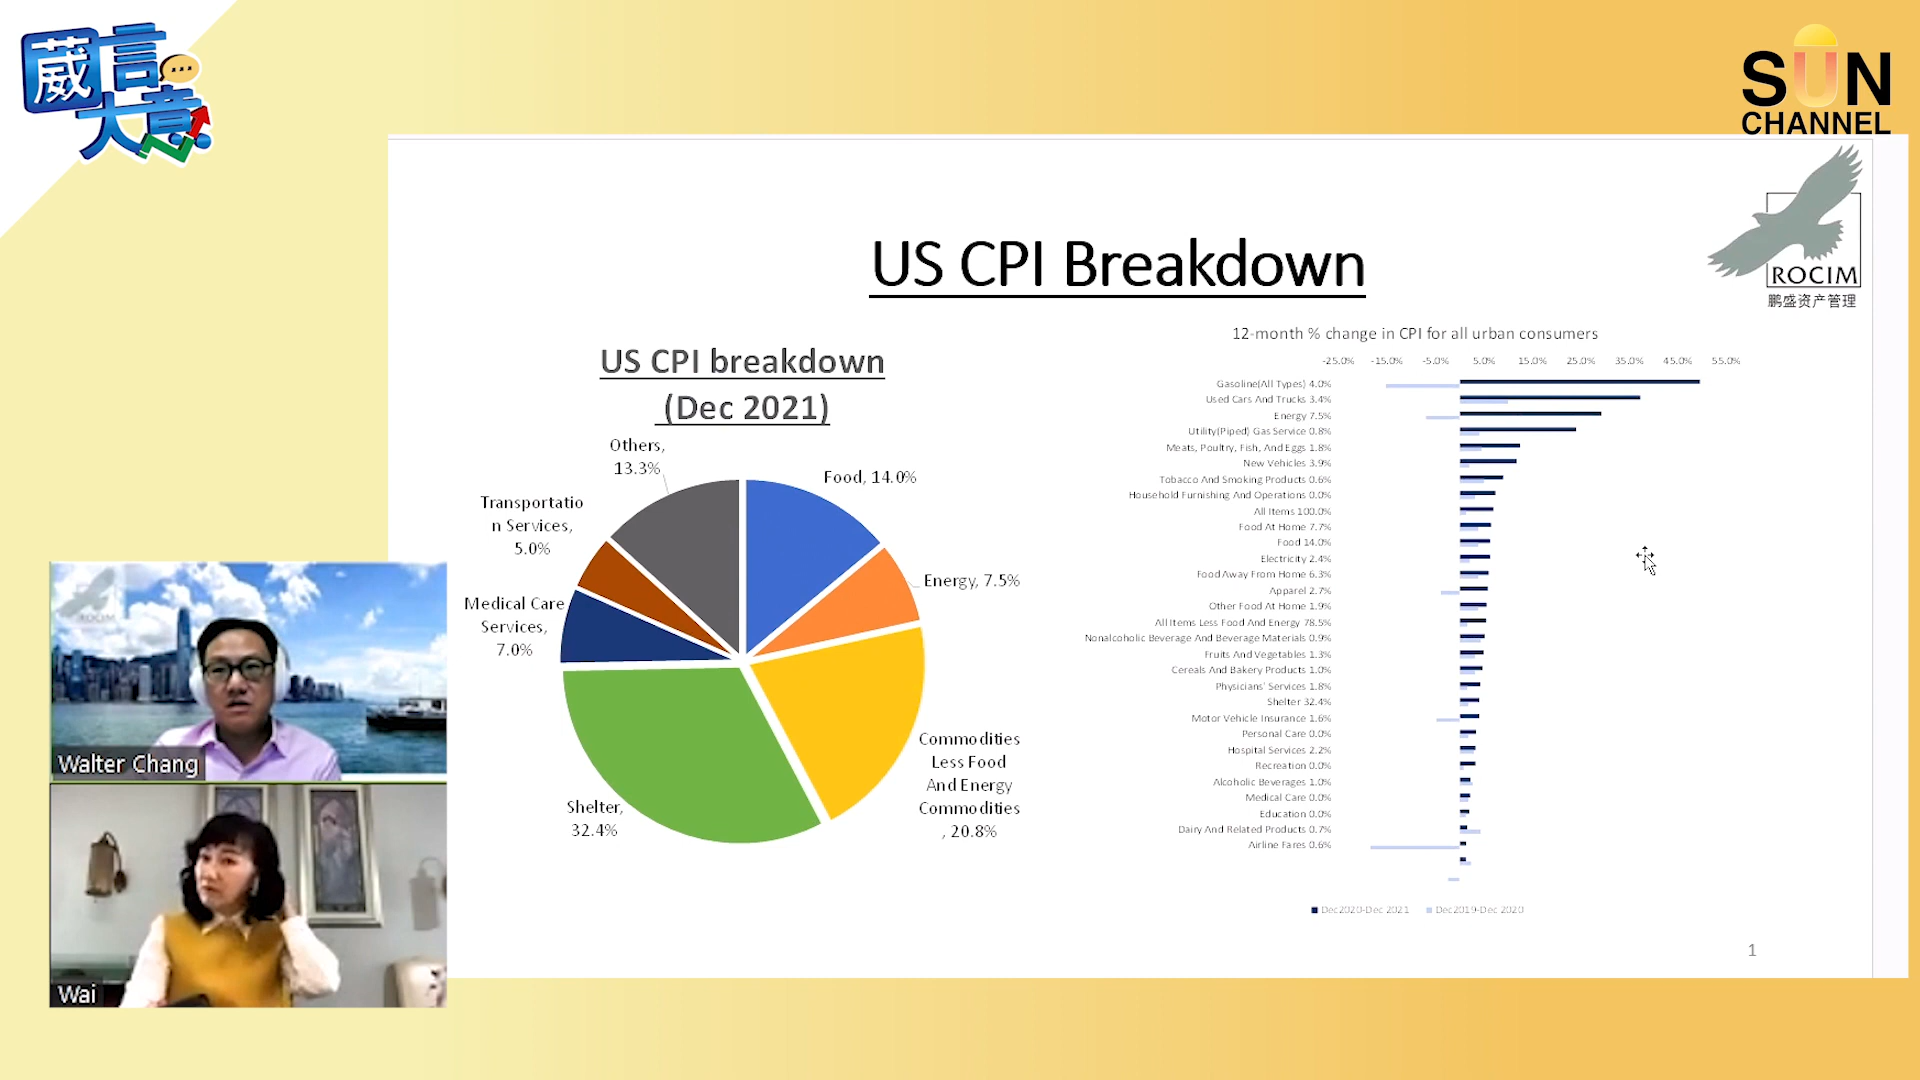 葳言
大意
SUN
CHANNEL
ROCIM
鹏盛资产管理
US CPI Breakdown
US CPI breakdown
(Dec 2021)
Others,
13.3%
Food, 14.0%
Transportatio
n Services,
5.0%
Energy, 7.5%
Medical Care
Services,
7.0%
Commodities
Less Food
And Energy
Commodities
, 20.8%
Shelter,
32.4%
12-month % change in CPI for all urban consumers
-25.0% -15.0% -5.0% 5.0% 15.0% 25.0% 35.0% 45.0% 55.0%
Gasoline(All Types) 4.0%
Used Cars And Trucks 3.4%
Energy 7.5%
Utility(Piped) Gas Service 0.8%
Meats, Poultry, Fish, And Eggs 1.8%
New Vehicles 3.9%
Tobacco And Smoking Products 0.6%
Household Furnishing And Operations 0.0%
All Items 100.0%
Food At Home 7.7%
Food 14.0%
Electricity 2.4%
Food Away From Home 6.3%
Apparel 2.7%
Other Food At Home 1.9%
All Items Less Food And Energy 78.5%
Nonalcoholic Beverage And Beverage Materials 0.9%
Fruits And Vegetables 1.3%
Cereals And Bakery Products 1.0%
Physicians' Services 1.8%
Shelter 32.4%
Motor Vehicle Insurance 1.6%
Personal Care 0.0%
Hospital Services 2.2%
Recreation 0.0%
Alcoholic Beverages 1.0%
Medical Care 0.0%
Education 0.0%
Dairy And Related Products 0.7%
Airline Fares 0.6%
Dec2020-Dec 2021 Dec2019-Dec 2020
1
ROCIM
Walter Chang
Wai